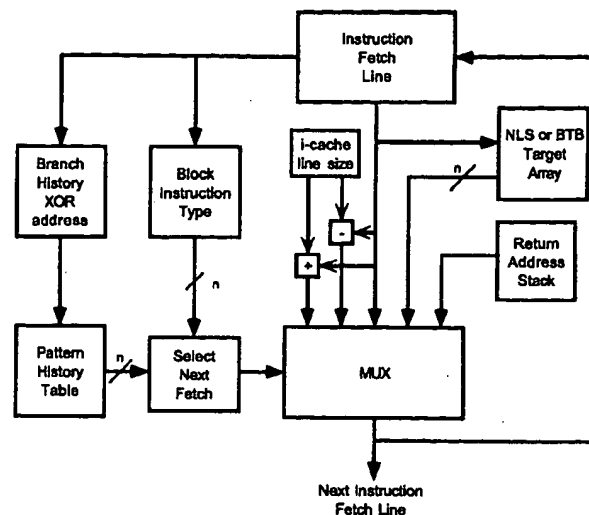 Instruction
Fetch
Line
Branch
History
XOR
address
Block
Instruction
Type
i-cache
line size
NLS or BTB
Target
Array
n
-
+
Return
Address
Stack
n
Pattern
History
Table
n
Select
Next
Fetch
MUX
Next Instruction
Fetch Line